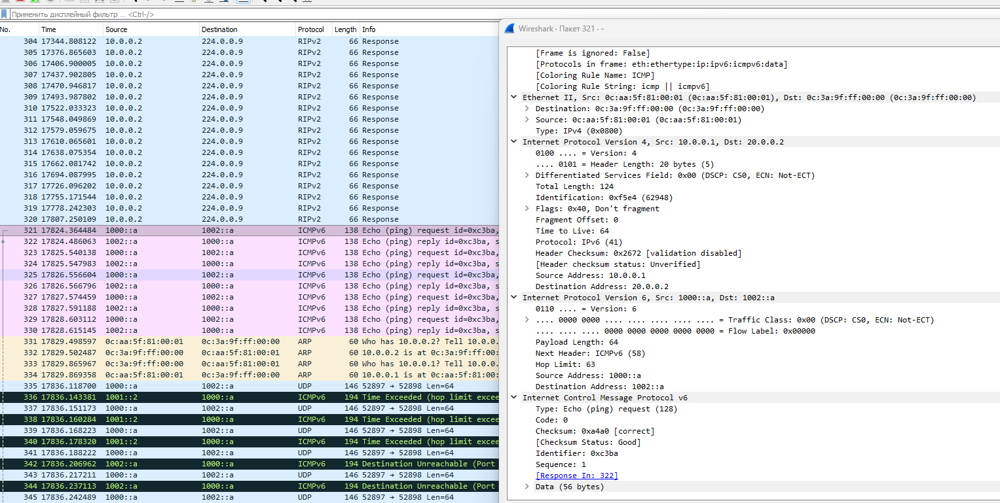 Применить дисплейный фильтр ... <Ctrl-/>
No. Time Source Destination Protocol Length Info
304 17344.808122 10.0.0.2 224.0.0.9 RIPv2 66 Response
305 17376.865603 10.0.0.2 224.0.0.9 RIPv2 66 Response
306 17406.900005 10.0.0.2 224.0.0.9 RIPv2 66 Response
307 17437.902805 10.0.0.2 224.0.0.9 RIPv2 66 Response
308 17470.946817 10.0.0.2 224.0.0.9 RIPv2 66 Response
309 17493.987802 10.0.0.2 224.0.0.9 RIPv2 66 Response
310 17522.033323 10.0.0.2 224.0.0.9 RIPv2 66 Response
311 17548.049869 10.0.0.2 224.0.0.9 RIPv2 66 Response
312 17579.059675 10.0.0.2 224.0.0.9 RIPv2 66 Response
313 17610.065601 10.0.0.2 224.0.0.9 RIPv2 66 Response
314 17638.075354 10.0.0.2 224.0.0.9 RIPv2 66 Response
315 17662.081742 10.0.0.2 224.0.0.9 RIPv2 66 Response
316 17694.087995 10.0.0.2 224.0.0.9 RIPv2 66 Response
317 17726.096202 10.0.0.2 224.0.0.9 RIPv2 66 Response
318 17755.171544 10.0.0.2 224.0.0.9 RIPv2 66 Response
319 17778.242303 10.0.0.2 224.0.0.9 RIPv2 66 Response
320 17807.250109 10.0.0.2 224.0.0.9 RIPv2 66 Response
321 17824.364484 1000::a 1002::a ICMPv6 138 Echo (ping) request id=0xc3ba,
322 17824.486063 1002::a 1000::a ICMPv6 138 Echo (ping) reply id=0xc3ba, s
323 17825.540138 1000::a 1002::a ICMPv6 138 Echo (ping) request id=0xc3ba,
324 17825.547983 1002::a 1000::a ICMPv6 138 Echo (ping) reply id=0xc3ba, s
325 17826.556604 1000::a 1002::a ICMPv6 138 Echo (ping) request id=0xc3ba,
326 17826.566796 1002::a 1000::a ICMPv6 138 Echo (ping) reply id=0xc3ba, s
327 17827.574459 1000::a 1002::a ICMPv6 138 Echo (ping) request id=0xc3ba,
328 17827.591188 1002::a 1000::a ICMPv6 138 Echo (ping) reply id=0xc3ba, s
329 17828.603112 1000::a 1002::a ICMPv6 138 Echo (ping) request id=0xc3ba,
330 17828.615145 1002::a 1000::a ICMPv6 138 Echo (ping) reply id=0xc3ba, s
331 17829.498597 0c:aa:5f:81:00:01 0c:3a:9f:ff:00:00 ARP 60 Who has 10.0.0.2? Tell 10.0.0.
332 17829.502487 0c:3a:9f:ff:00:00 0c:aa:5f:81:00:01 ARP 60 10.0.0.2 is at 0c:3a:9f:ff:00:
333 17829.865967 0c:3a:9f:ff:00:00 0c:aa:5f:81:00:01 ARP 60 Who has 10.0.0.1? Tell 10.0.0.
334 17829.869358 0c:aa:5f:81:00:01 0c:3a:9f:ff:00:00 ARP 60 10.0.0.1 is at 0c:aa:5f:81:00:
335 17836.118700 1000::a 1002::a UDP 146 52897 → 52898 Len=64
336 17836.143381 1001::2 1000::a ICMPv6 194 Time Exceeded (hop limit excee
337 17836.151173 1000::a 1002::a UDP 146 52897 → 52898 Len=64
338 17836.160284 1001::2 1000::a ICMPv6 194 Time Exceeded (hop limit excee
339 17836.168223 1000::a 1002::a UDP 146 52897 → 52898 Len=64
340 17836.178320 1001::2 1000::a ICMPv6 194 Time Exceeded (hop limit excee
341 17836.188222 1000::a 1002::a UDP 146 52897 → 52898 Len=64
342 17836.206962 1002::a 1000::a ICMPv6 194 Destination Unreachable (Port
343 17836.217211 1000::a 1002::a UDP 146 52897 → 52898 Len=64
344 17836.237113 1002::a 1000::a ICMPv6 194 Destination Unreachable (Port
345 17836.242489 1000::a 1002::a UDP 146 52897 → 52898 Len=64
Wireshark · Пакет 321 · -
[Frame is ignored: False]
[Protocols in frame: eth:ethertype:ip:ipv6:icmpv6:data]
[Coloring Rule Name: ICMP]
[Coloring Rule String: icmp || icmpv6]
Ethernet II, Src: 0c:aa:5f:81:00:01 (0c:aa:5f:81:00:01), Dst: 0c:3a:9f:ff:00:00 (0c:3a:9f:ff:00:00)
Destination: 0c:3a:9f:ff:00:00 (0c:3a:9f:ff:00:00)
Source: 0c:aa:5f:81:00:01 (0c:aa:5f:81:00:01)
Type: IPv4 (0x0800)
Internet Protocol Version 4, Src: 10.0.0.1, Dst: 20.0.0.2
0100 .... = Version: 4
.... 0101 = Header Length: 20 bytes (5)
Differentiated Services Field: 0x00 (DSCP: CS0, ECN: Not-ECT)
Total Length: 124
Identification: 0xf5e4 (62948)
Flags: 0x40, Don't fragment
Fragment Offset: 0
Time to Live: 64
Protocol: IPv6 (41)
Header Checksum: 0x2672 [validation disabled]
[Header checksum status: Unverified]
Source Address: 10.0.0.1
Destination Address: 20.0.0.2
Internet Protocol Version 6, Src: 1000::a, Dst: 1002::a
0110 .... = Version: 6
.... 0000 0000 .... .... .... .... .... = Traffic Class: 0x00 (DSCP: CS0, ECN: Not-ECT)
.... .... .... 0000 0000 0000 0000 0000 = Flow Label: 0x00000
Payload Length: 64
Next Header: ICMPv6 (58)
Hop Limit: 63
Source Address: 1000::a
Destination Address: 1002::a
Internet Control Message Protocol v6
Type: Echo (ping) request (128)
Code: 0
Checksum: 0xa4a0 [correct]
[Checksum Status: Good]
Identifier: 0xc3ba
Sequence: 1
[Response In: 322]
Data (56 bytes)